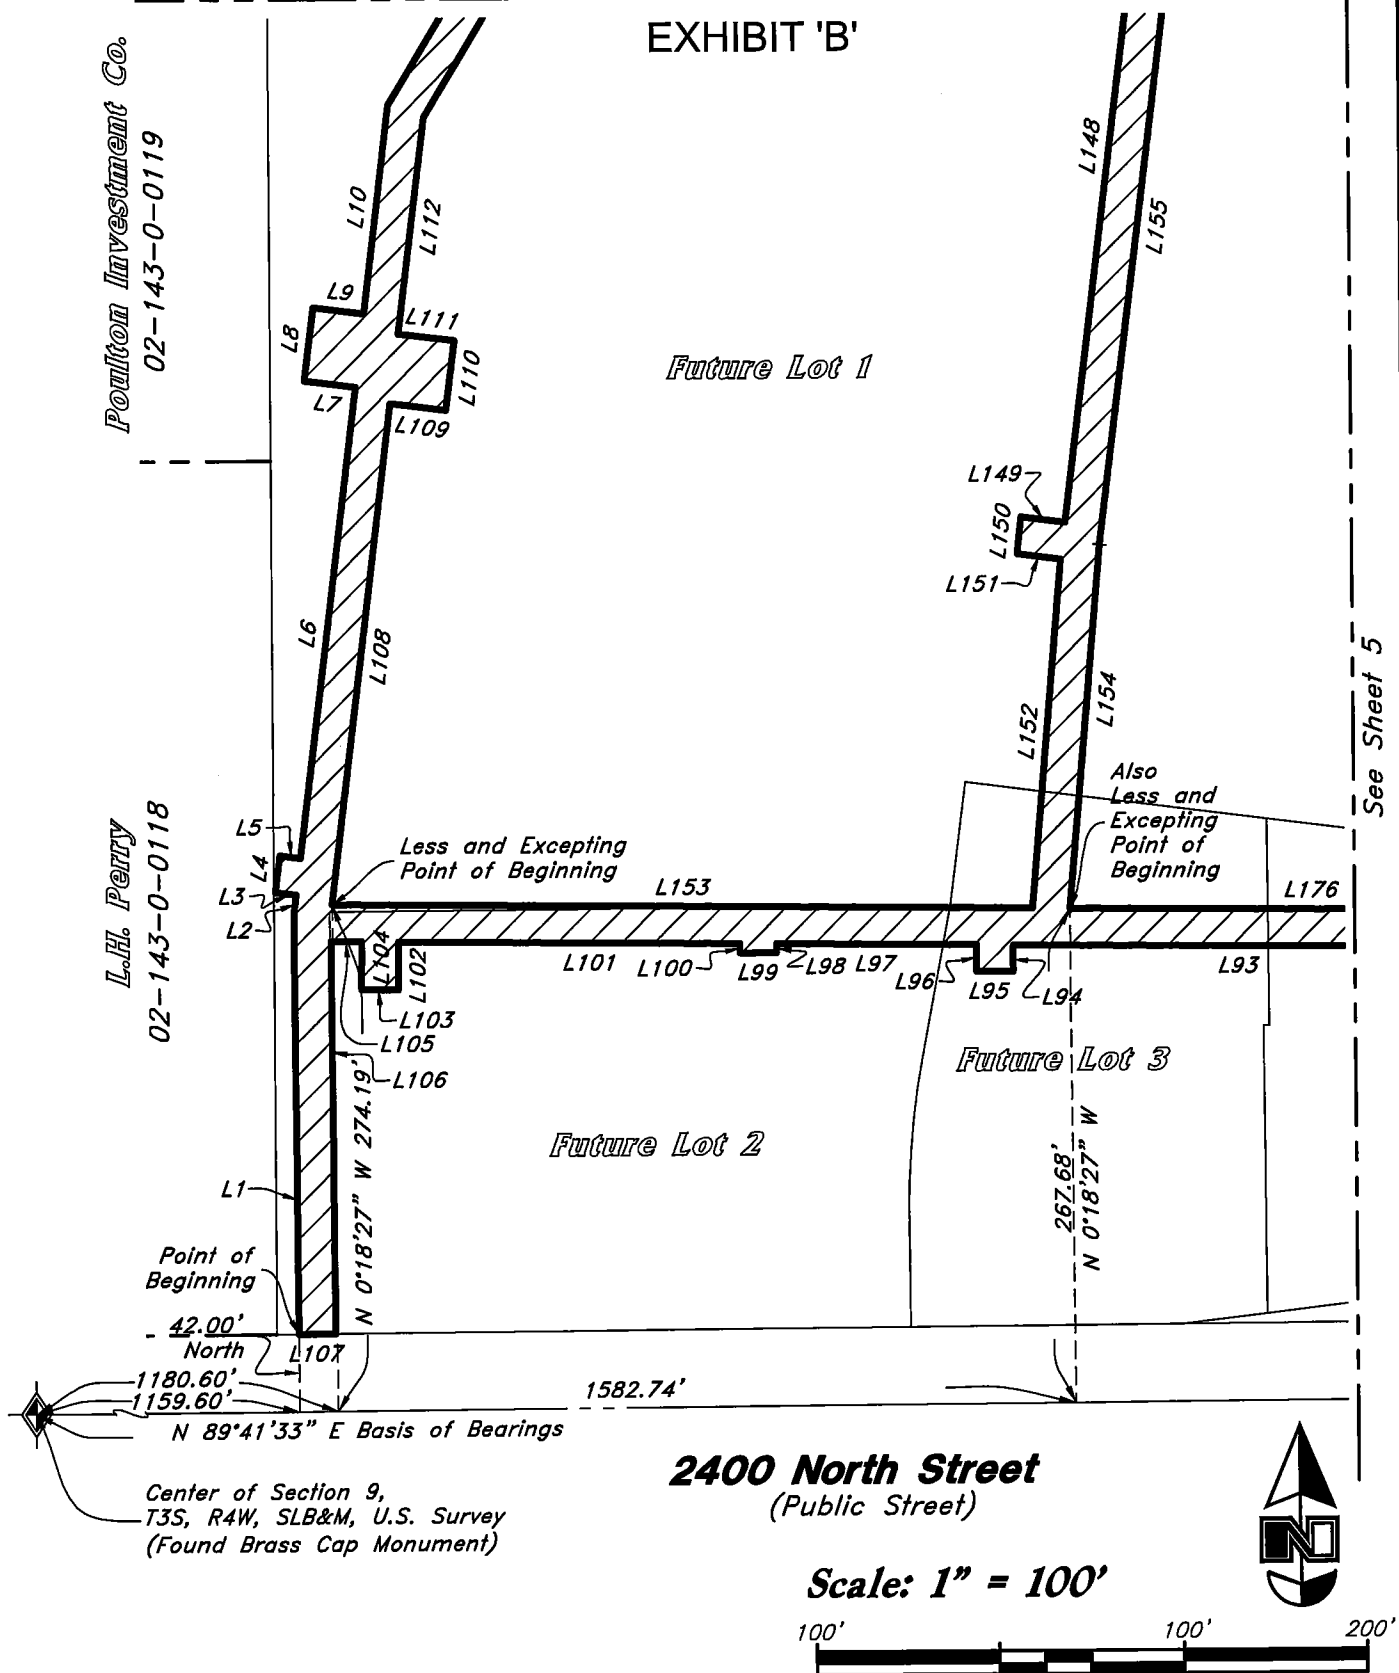 EXHIBIT 'B'
Poulton Investment Co.
02-143-0-0119
L10
L112
L148
L155
L9
L8
L111
L110
L7
L109
Future Lot 1
L149
L150
L151
L6
L108
L152
L154
See Sheet 5
L.H. Perry
02-143-0-0118
L5
L4
L3
L2
Less and Excepting
Point of Beginning
L153
Also
Less and
Excepting
Point of
Beginning
L176
L104
L102
L101
L100
L99
L98
L97
L96
L95
L94
L93
L103
L105
L106
Future Lot 3
Future Lot 2
N 0°18'27" W 274.19'
267.68'
N 0°18'27" W
L1
Point of
Beginning
42.00'
North
L107
1180.60'
1159.60'
1582.74'
N 89°41'33" E Basis of Bearings
Center of Section 9,
T3S, R4W, SLB&M, U.S. Survey
(Found Brass Cap Monument)
2400 North Street
(Public Street)
N
Scale: 1" = 100'
100'
100'
200'